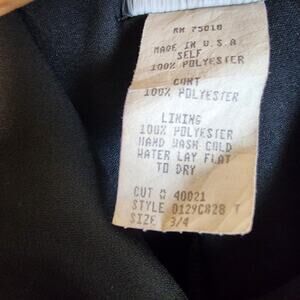 RN 75010
MADE IN U.S.A
SELF
100% POLYESTER
CONT
100% POLYESTER
LINING
100% POLYESTER
HAND WASH COLD
WATER LAY FLAT
TO DRY
CUT # 40021
STYLE 0129C828 T
SIZE 3/4